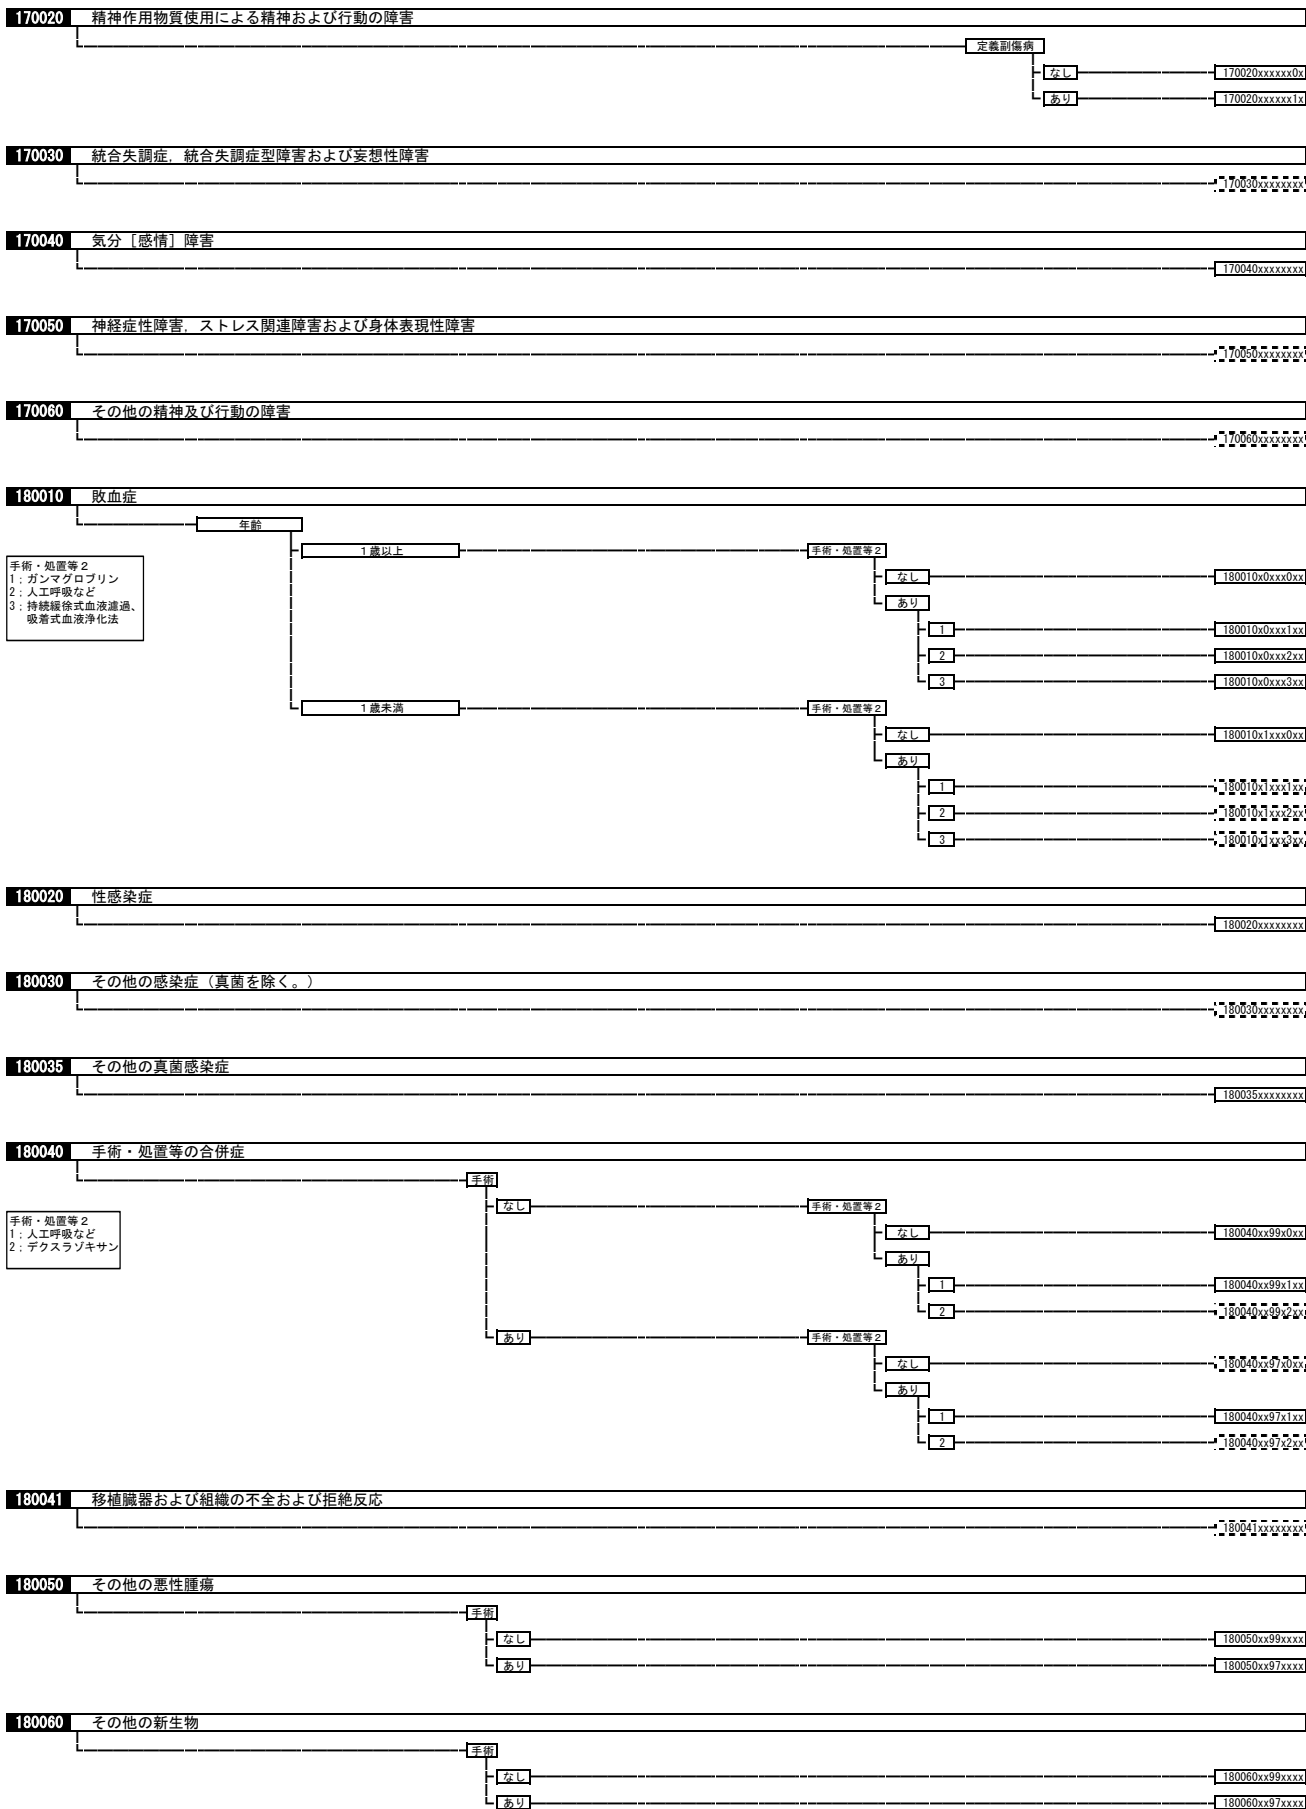 170020 精神作用物質使用による精神および行動の障害
定義副傷病
なし 170020xxxxxx0x
あり 170020xxxxxx1x
170030 統合失調症，統合失調症型障害および妄想性障害
170030xxxxxxxx
170040 気分［感情］障害
170040xxxxxxxx
170050 神経症性障害，ストレス関連障害および身体表現性障害
170050xxxxxxxx
170060 その他の精神及び行動の障害
170060xxxxxxxx
180010 敗血症
年齢
1歳以上 手術・処置等2
手術・処置等2
1：ガンマグロブリン
2：人工呼吸など
3：持続緩徐式血液濾過、
吸着式血液浄化法
なし 180010x0xxx0xx
あり
1 180010x0xxx1xx
2 180010x0xxx2xx
3 180010x0xxx3xx
1歳未満 手術・処置等2
なし 180010x1xxx0xx
あり
1 180010x1xxx1xx
2 180010x1xxx2xx
3 180010x1xxx3xx
180020 性感染症
180020xxxxxxxx
180030 その他の感染症（真菌を除く。）
180030xxxxxxxx
180035 その他の真菌感染症
180035xxxxxxxx
180040 手術・処置等の合併症
手術
なし 手術・処置等2
手術・処置等2
1：人工呼吸など
2：デクスラゾキサン
なし 180040xx99x0xx
あり
1 180040xx99x1xx
2 180040xx99x2xx
あり 手術・処置等2
なし 180040xx97x0xx
あり
1 180040xx97x1xx
2 180040xx97x2xx
180041 移植臓器および組織の不全および拒絶反応
180041xxxxxxxx
180050 その他の悪性腫瘍
手術
なし 180050xx99xxxx
あり 180050xx97xxxx
180060 その他の新生物
手術
なし 180060xx99xxxx
あり 180060xx97xxxx